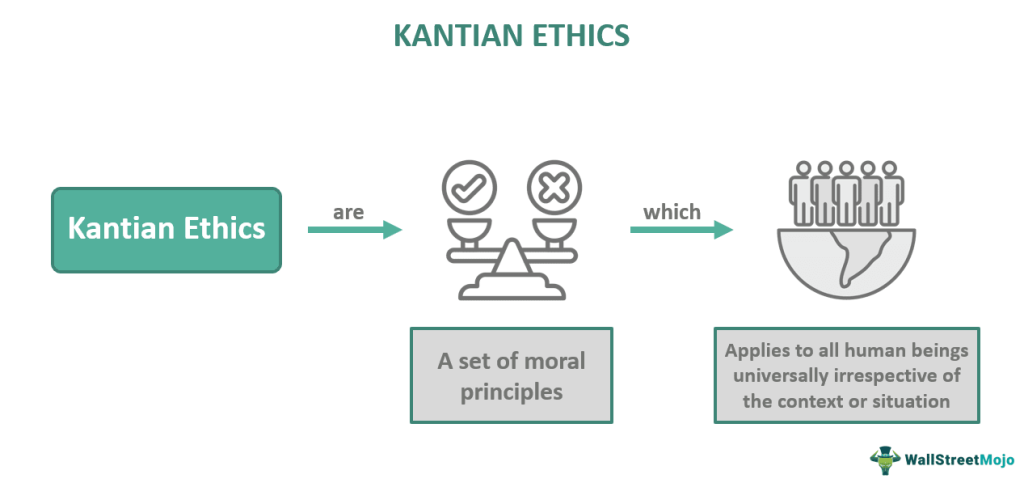 KANTIAN ETHICS
Kantian Ethics
are
which
A set of moral
principles
Applies to all human beings
universally irrespective of
the context or situation
WallStreetMojo